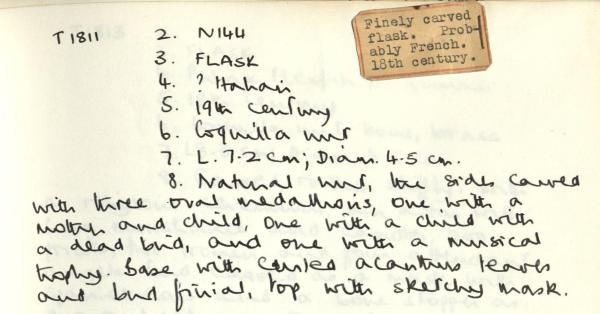 T1811 2. N144
Finely carved
flask. Prob-
ably French.
18th century.
3. FLASK
4. ? Italian
5. 19th century
6. Coquilla nut
7. L. 7.2 cm; Diam. 4.5 cm.
8. Natural nut, the sides carved
with three oval medallions, one with a
mother and child, one with a child with
a dead bird, and one with a musical
trophy. Base with curled acanthus leaves
and bud finial, top with sketchy mask.